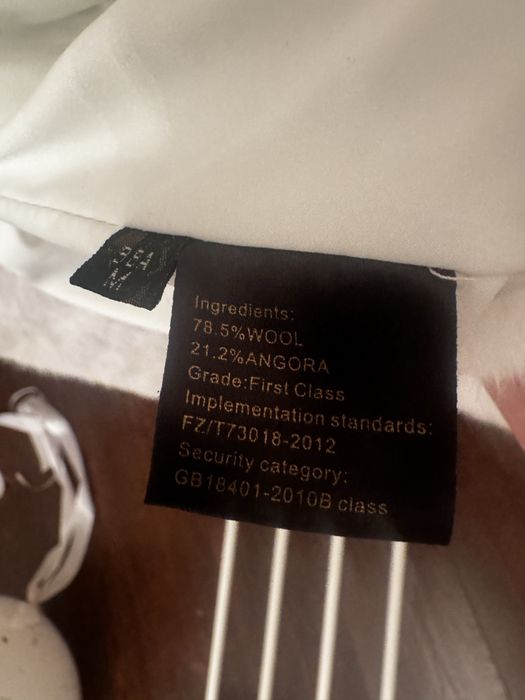 Ingredients:
78.5%WOOL
21.2%ANGORA
Grade:First Class
Implementation standards:
FZ/T73018-2012
Security category:
GB18401-2010B class